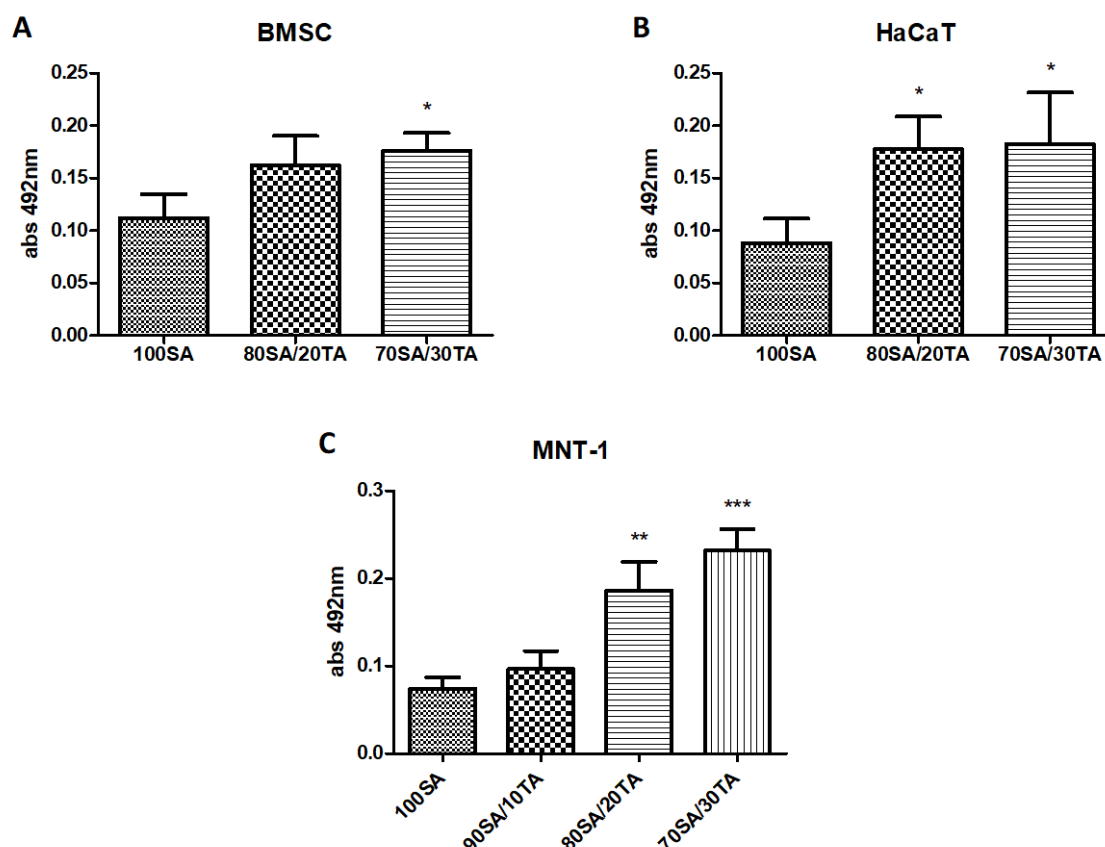 A
BMSC
abs 492nm
0.25
0.20
0.15
0.10
0.05
0.00
*
100SA
80SA/20TA
70SA/30TA
B
HaCaT
abs 492nm
0.25
0.20
0.15
0.10
0.05
0.00
*
*
100SA
80SA/20TA
70SA/30TA
C
MNT-1
abs 492nm
0.3
0.2
0.1
0.0
**
***
100SA
90SA/10TA
80SA/20TA
70SA/30TA